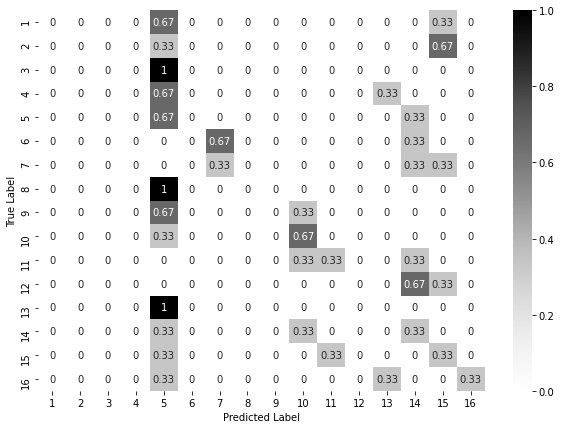 1 0 0 0 0 0.67 0 0 0 0 0 0 0 0 0 0.33 0 1.0
2 0 0 0 0 0.33 0 0 0 0 0 0 0 0 0 0.67 0
3 0 0 0 0 1 0 0 0 0 0 0 0 0 0 0 0
4 0 0 0 0 0.67 0 0 0 0 0 0 0 0.33 0 0 0
0.8
5 0 0 0 0 0.67 0 0 0 0 0 0 0 0 0.33 0 0
6 0 0 0 0 0 0 0.67 0 0 0 0 0 0 0.33 0 0
7 0 0 0 0 0 0 0.33 0 0 0 0 0 0 0.33 0.33 0
0.6
8 0 0 0 0 1 0 0 0 0 0 0 0 0 0 0 0
True Label
9 0 0 0 0 0.67 0 0 0 0 0.33 0 0 0 0 0 0
10 0 0 0 0 0.33 0 0 0 0 0.67 0 0 0 0 0 0
0.4
11 0 0 0 0 0 0 0 0 0 0.33 0.33 0 0 0.33 0 0
12 0 0 0 0 0 0 0 0 0 0 0 0 0 0.67 0.33 0
13 0 0 0 0 1 0 0 0 0 0 0 0 0 0 0 0
0.2
14 0 0 0 0 0.33 0 0 0 0 0.33 0 0 0 0.33 0 0
15 0 0 0 0 0.33 0 0 0 0 0 0.33 0 0 0 0.33 0
16 0 0 0 0 0.33 0 0 0 0 0 0 0 0.33 0 0 0.33
0.0
1 2 3 4 5 6 7 8 9 10 11 12 13 14 15 16
Predicted Label